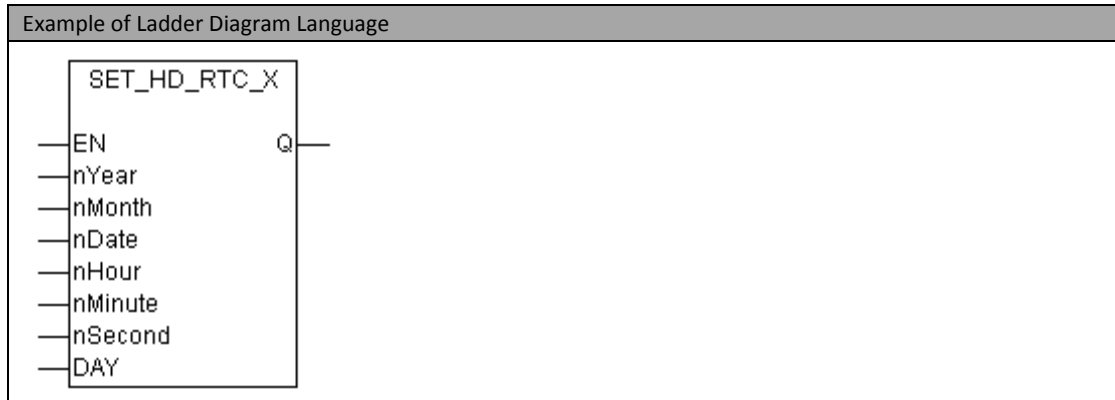 Example of Ladder Diagram Language
SET_HD_RTC_X
EN Q
nYear
nMonth
nDate
nHour
nMinute
nSecond
DAY